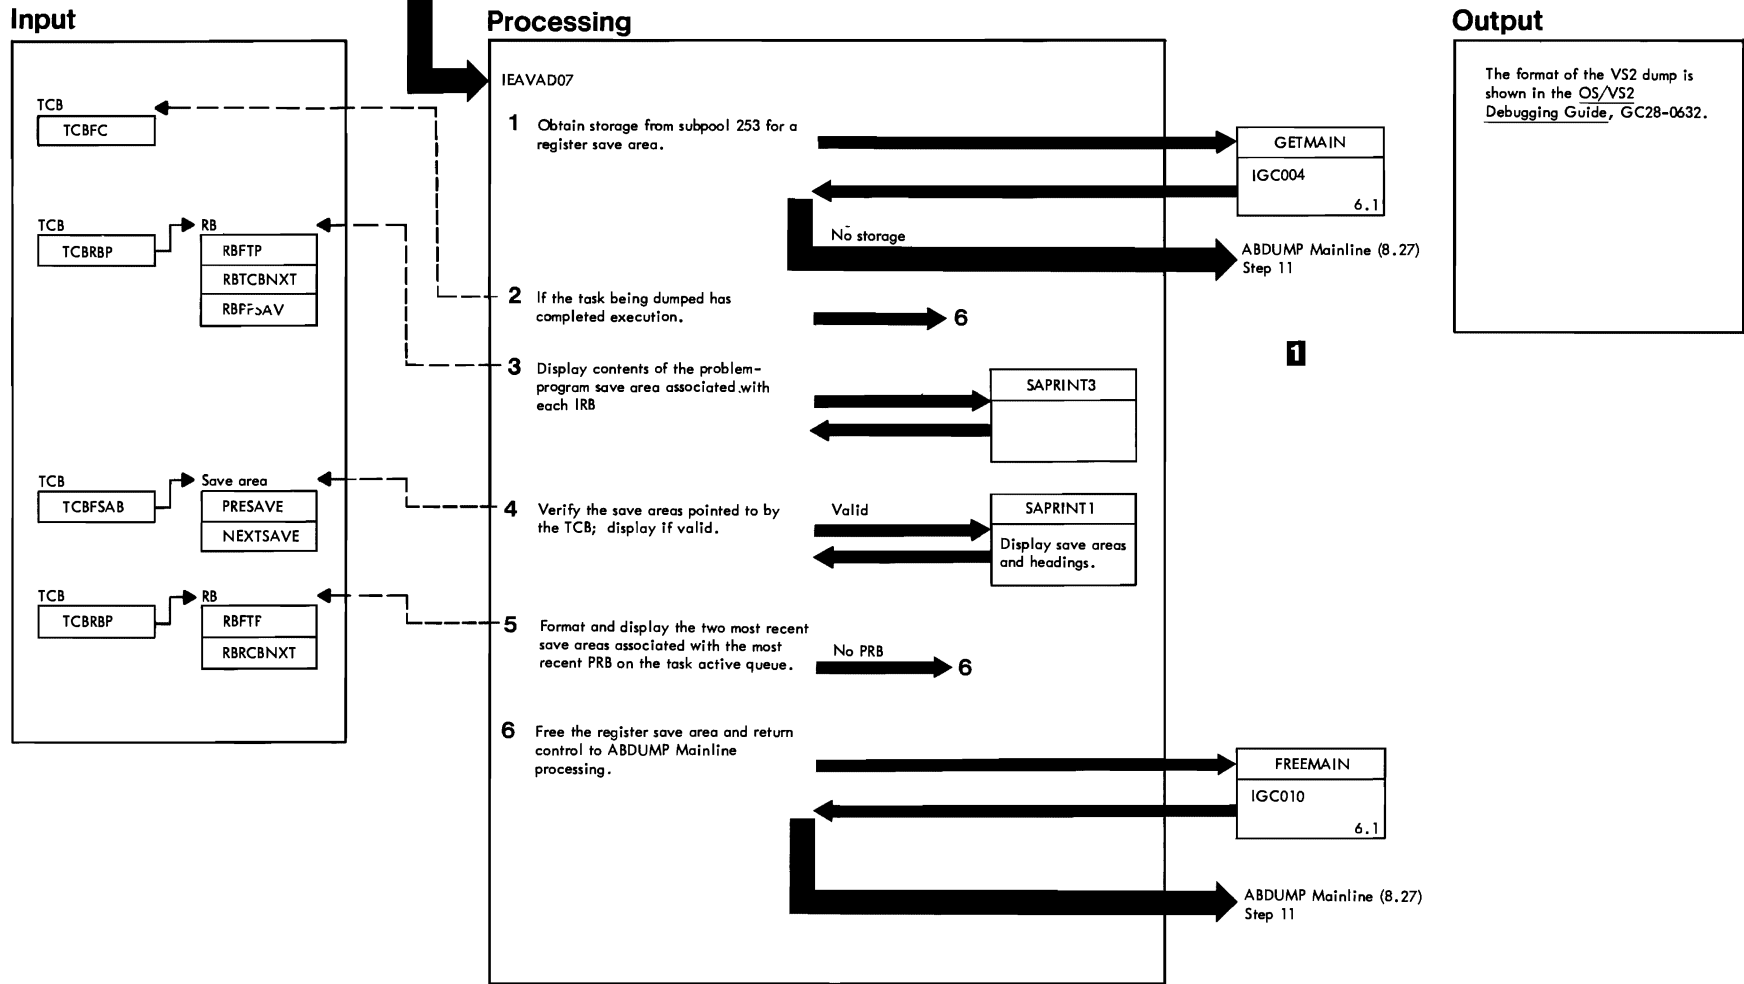 Input
TCB
TCBFC
TCB
TCBRBP
RB
RBFTP
RBTCBNXT
TCB
TCBFSAB
Save area
PRESAVE
NEXTSAVE
TCB
TCBRBP
RB
RBFTF
RBRCBNXT
Processing
IEAVAD07
1 Obtain storage from subpool 253 for a
register save area.
GETMAIN
IGC004
6.1
No storage
ABDUMP Mainline (8.27)
Step 11
2 If the task being dumped has
completed execution.
6
3 Display contents of the problem-
program save area associated with
each IRB
SAPRINT3
4 Verify the save areas pointed to by
the TCB; display if valid.
Valid
SAPRINT1
Display save areas
and headings.
5 Format and display the two most recent
save areas associated with the most
recent PRB on the task active queue.
No PRB
6
6 Free the register save area and return
control to ABDUMP Mainline
processing.
FREEMAIN
IGC010
6.1
ABDUMP Mainline (8.27)
Step 11
1
Output
The format of the VS2 dump is
shown in the OS/VS2
Debugging Guide, GC28-0632.